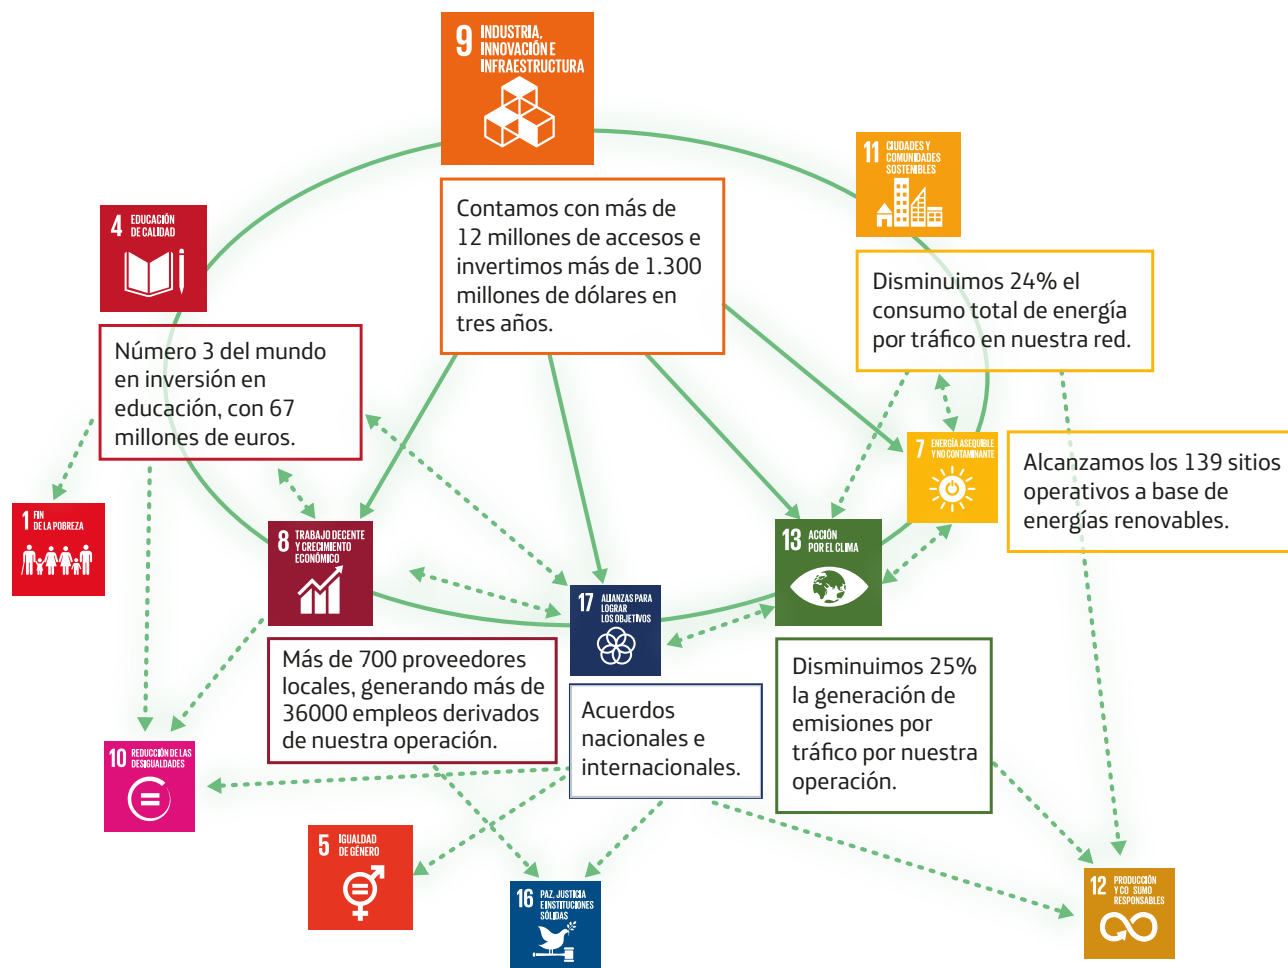 9 INDUSTRIA,
INNOVACIÓN E
INFRAESTRUCTURA
11 CIUDADES Y
COMUNIDADES
SOSTENIBLES
4 EDUCACIÓN
DE CALIDAD
Contamos con más de
12 millones de accesos e
invertimos más de 1.300
millones de dólares en
tres años.
Disminuimos 24% el
consumo total de energía
por tráfico en nuestra red.
Número 3 del mundo
en inversión en
educación, con 67
millones de euros.
7 ENERGÍA ASEQUIBLE
Y NO CONTAMINANTE
Alcanzamos los 139 sitios
operativos a base de
energías renovables.
1 FIN
DE LA POBREZA
8 TRABAJO DECENTE
Y CRECIMIENTO
ECONÓMICO
13 ACCIÓN
POR EL CLIMA
17 ALIANZAS PARA
LOGRAR
LOS OBJETIVOS
Más de 700 proveedores
locales, generando más de
36000 empleos derivados
de nuestra operación.
Acuerdos
nacionales e
internacionales.
Disminuimos 25%
la generación de
emisiones por
tráfico por nuestra
operación.
10 REDUCCIÓN DE LAS
DESIGUALDADES
5 IGUALDAD
DE GÉNERO
16 PAZ, JUSTICIA
E INSTITUCIONES
SÓLIDAS
12 PRODUCCIÓN
Y CO SUMO
RESPONSABLES